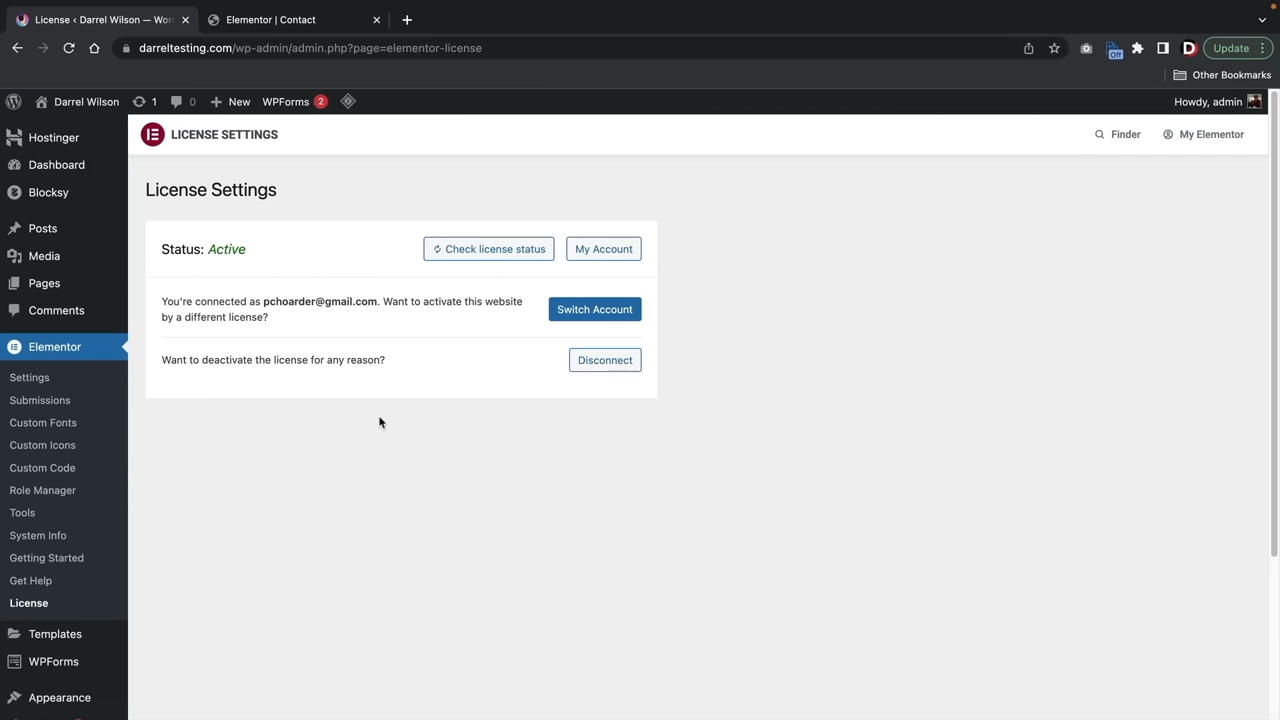 License ‹ Darrel Wilson — Wor
Elementor | Contact
darreltesting.com/wp-admin/admin.php?page=elementor-license
Off
D
Update
Other Bookmarks
Darrel Wilson
1
0
New
WPForms 2
Howdy, admin
Hostinger
Dashboard
Blocksy
Posts
Media
Pages
Comments
Elementor
Settings
Submissions
Custom Fonts
Custom Icons
Custom Code
Role Manager
Tools
System Info
Getting Started
Get Help
License
Templates
WPForms
Appearance
LICENSE SETTINGS
Finder
My Elementor
License Settings
Status: Active
Check license status
My Account
You're connected as pchoarder@gmail.com. Want to activate this website
by a different license?
Switch Account
Want to deactivate the license for any reason?
Disconnect